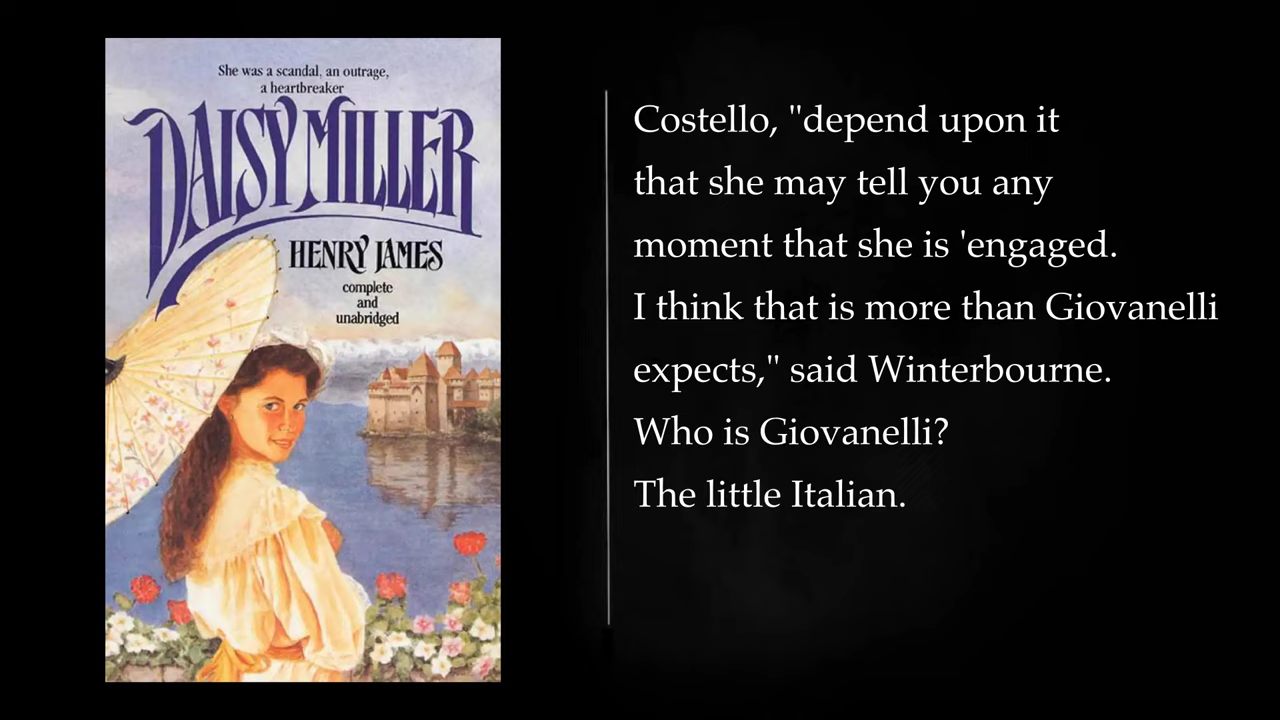 She was a scandal, an outrage,
a heartbreaker
DAISY MILLER
HENRY JAMES
complete
and
unabridged
Costello, "depend upon it
that she may tell you any
moment that she is 'engaged.
I think that is more than Giovanelli
expects," said Winterbourne.
Who is Giovanelli?
The little Italian.